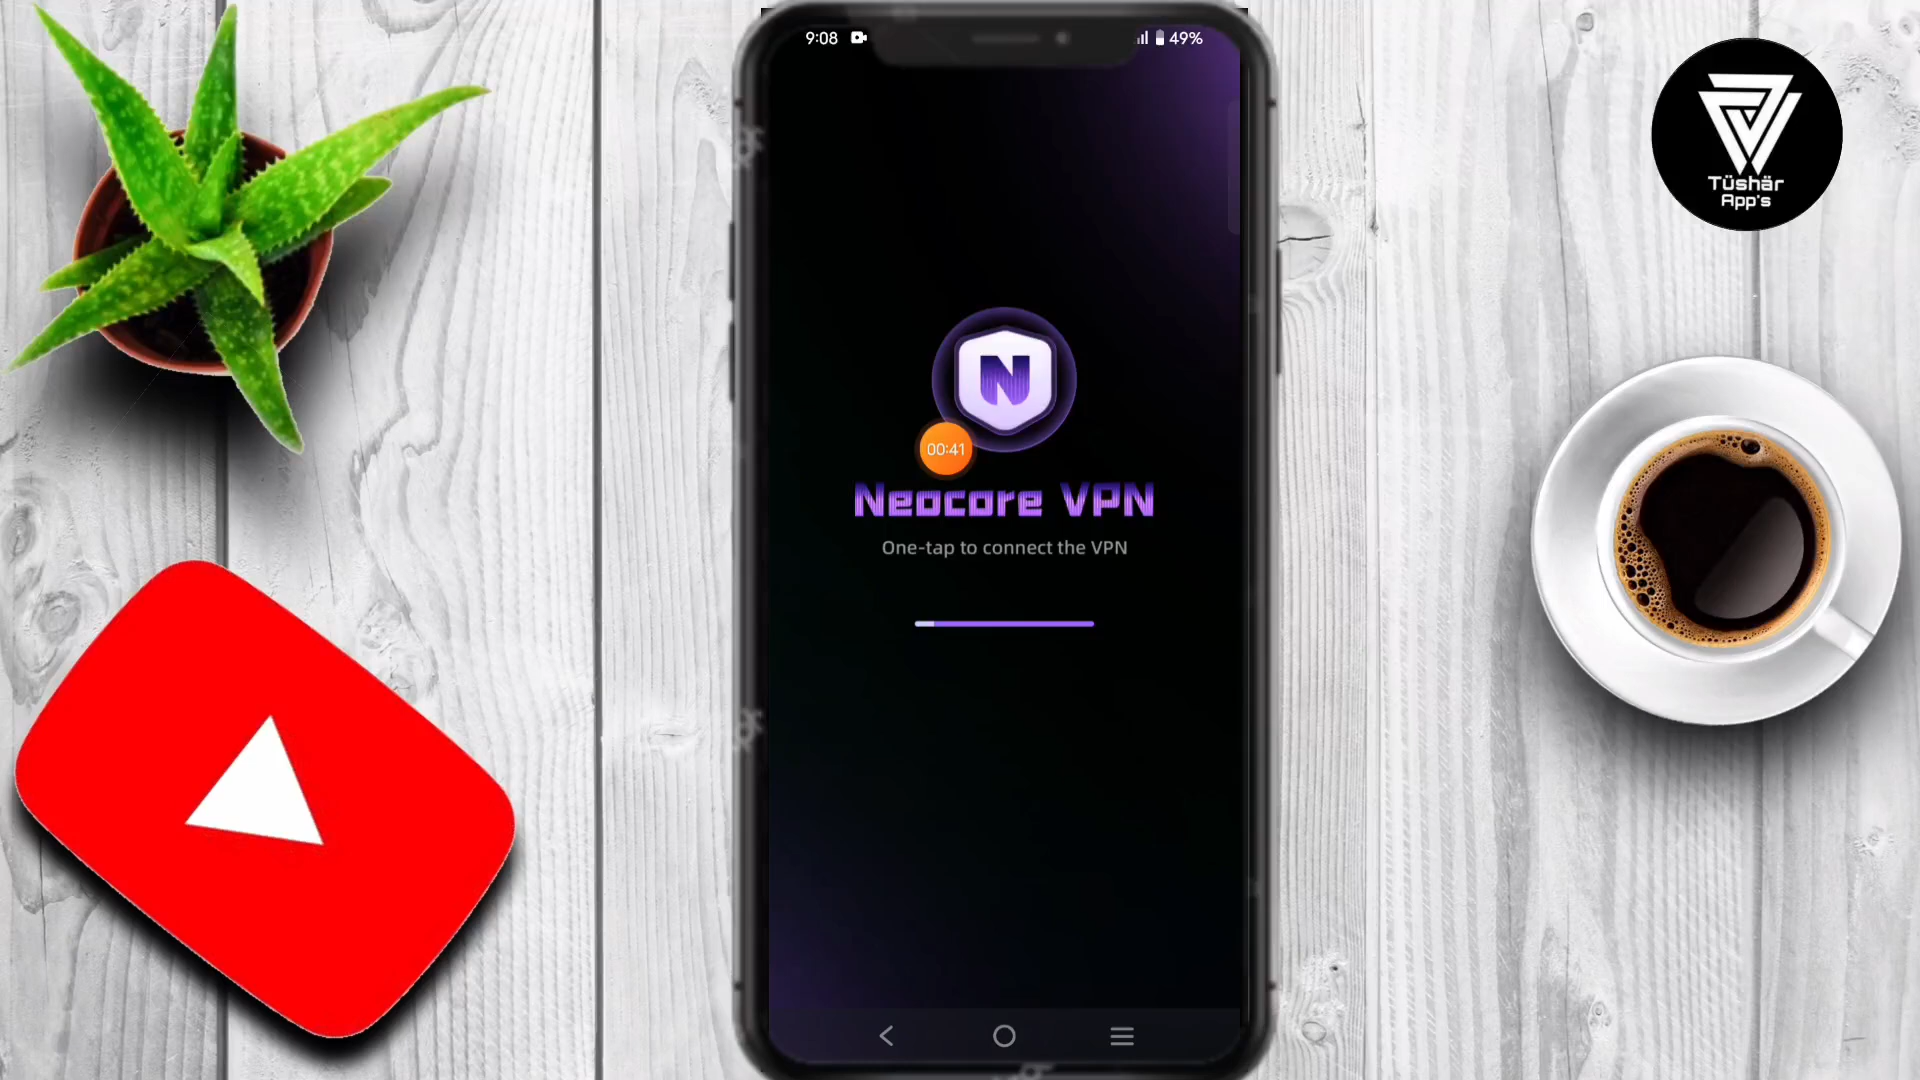 9:08
49%
Tüshär
App's
N
00:41
Neocore VPN
One-tap to connect the VPN